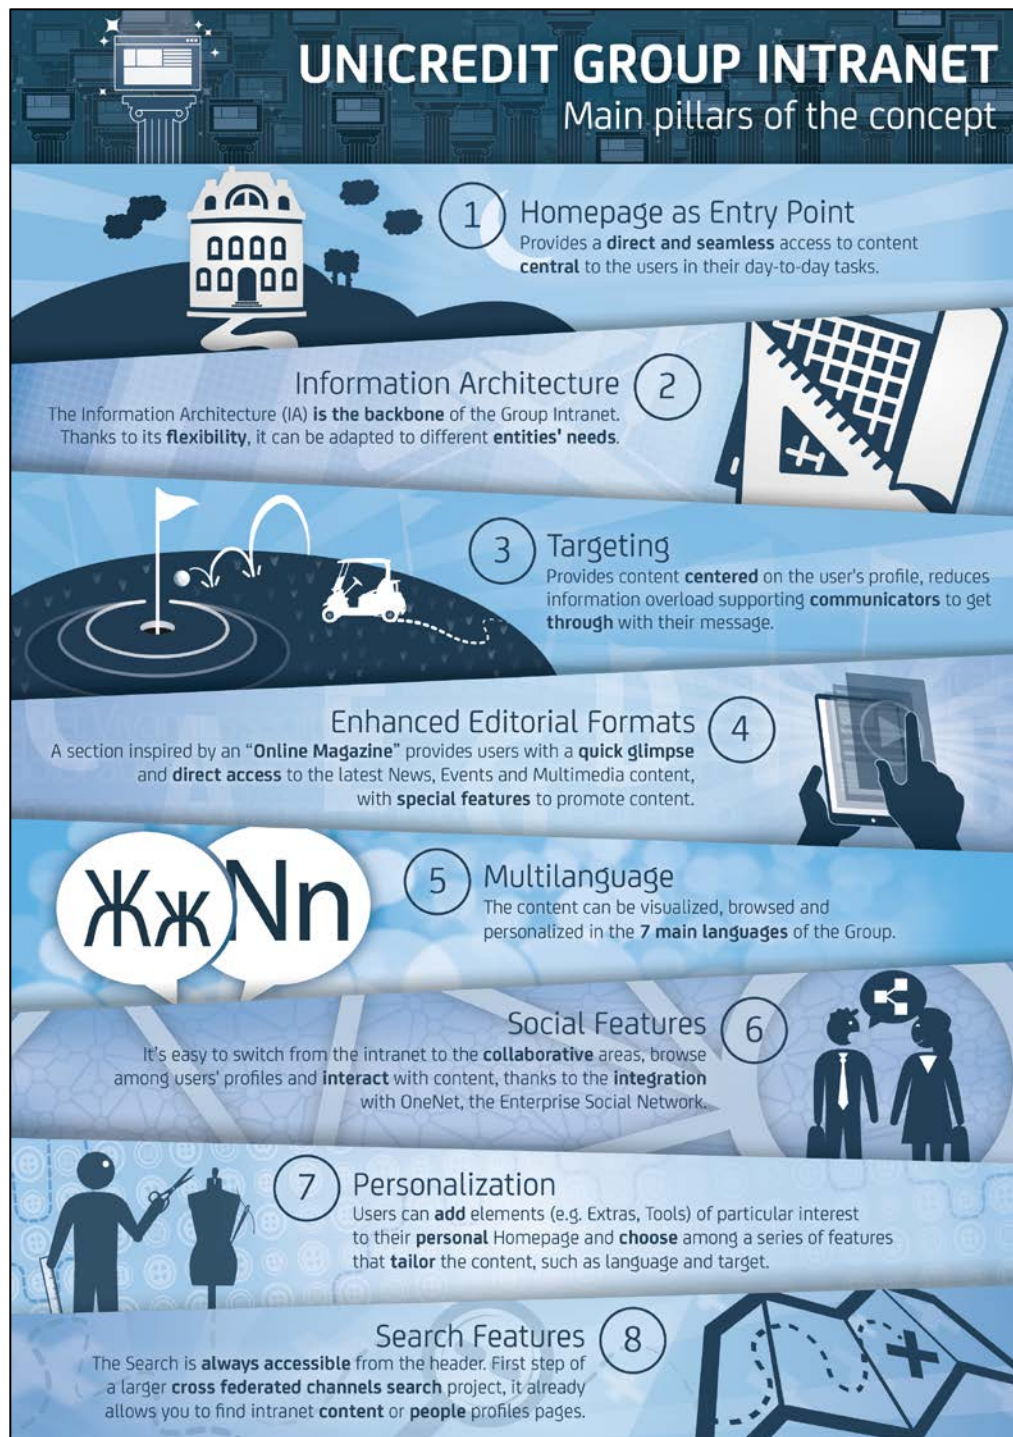 UNICREDIT GROUP INTRANET
Main pillars of the concept
1
Homepage as Entry Point
Provides a direct and seamless access to content
central to the users in their day-to-day tasks.
Information Architecture
2
The Information Architecture (IA) is the backbone of the Group Intranet.
Thanks to its flexibility, it can be adapted to different entities' needs.
3
Targeting
Provides content centered on the user's profile, reduces
information overload supporting communicators to get
through with their message.
Enhanced Editorial Formats
4
A section inspired by an “Online Magazine” provides users with a quick glimpse
and direct access to the latest News, Events and Multimedia content,
with special features to promote content.
Жж Nn
5
Multilanguage
The content can be visualized, browsed and
personalized in the 7 main languages of the Group.
Social Features
6
It's easy to switch from the intranet to the collaborative areas, browse
among users' profiles and interact with content, thanks to the integration
with OneNet, the Enterprise Social Network.
7
Personalization
Users can add elements (e.g. Extras, Tools) of particular interest
to their personal Homepage and choose among a series of features
that tailor the content, such as language and target.
Search Features
8
The Search is always accessible from the header. First step of
a larger cross federated channels search project, it already
allows you to find intranet content or people profiles pages.